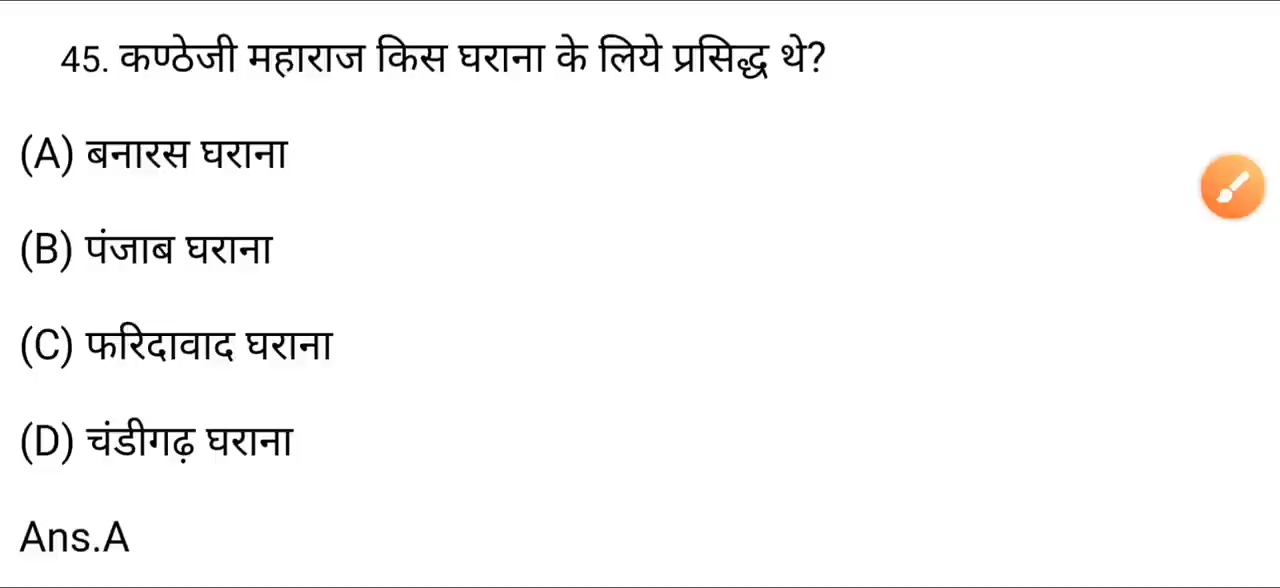 45. कण्ठेजी महाराज किस घराना के लिये प्रसिद्ध थे?
(A) बनारस घराना
(B) पंजाब घराना
(C) फरिदावाद घराना
(D) चंडीगढ़ घराना
Ans.A